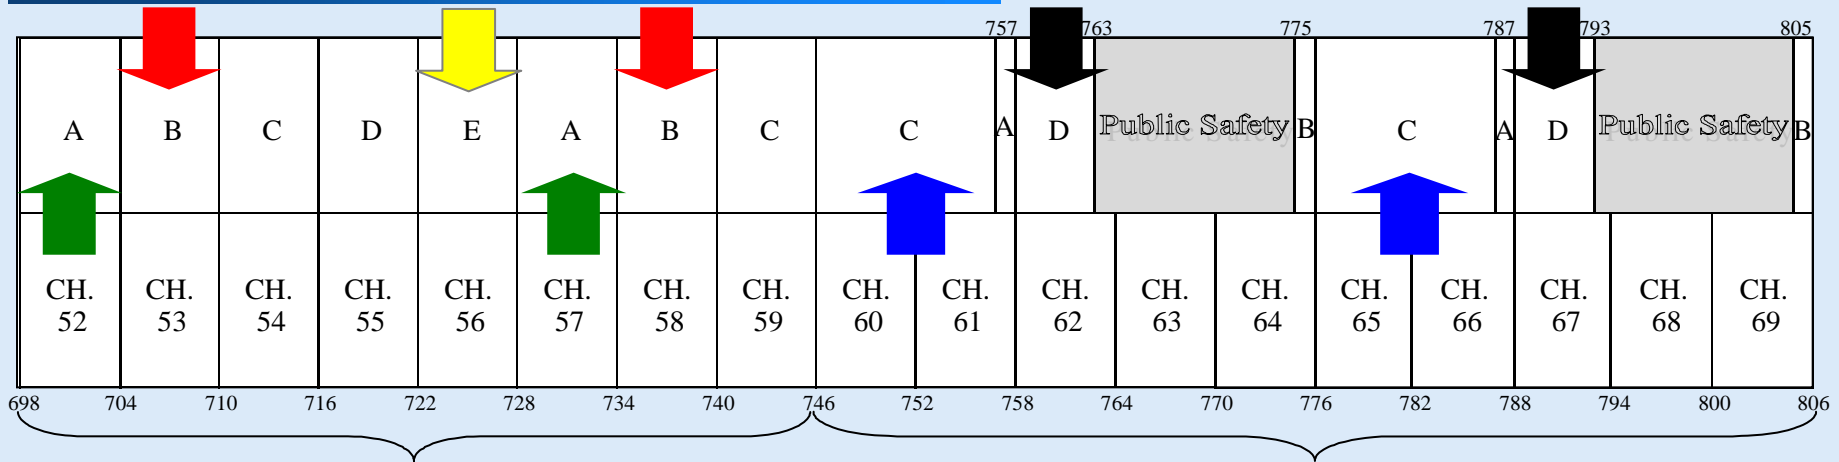 757 763 775 787 793 805
A B C D E A B C C A D Public Safety B C A D Public Safety B
CH. CH. CH. CH. CH. CH. CH. CH. CH. CH. CH. CH. CH. CH. CH. CH. CH. CH.
52 53 54 55 56 57 58 59 60 61 62 63 64 65 66 67 68 69
698 704 710 716 722 728 734 740 746 752 758 764 770 776 782 788 794 800 806